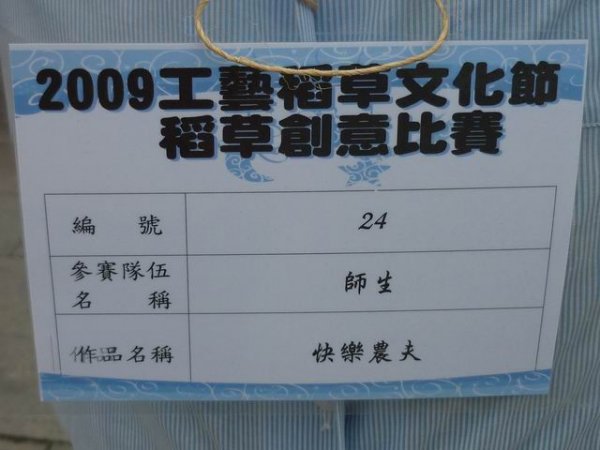 2009工藝稻草文化節
稻草創意比賽
編 號 24
參賽隊伍
名 稱 師生
作品名稱 快樂農夫